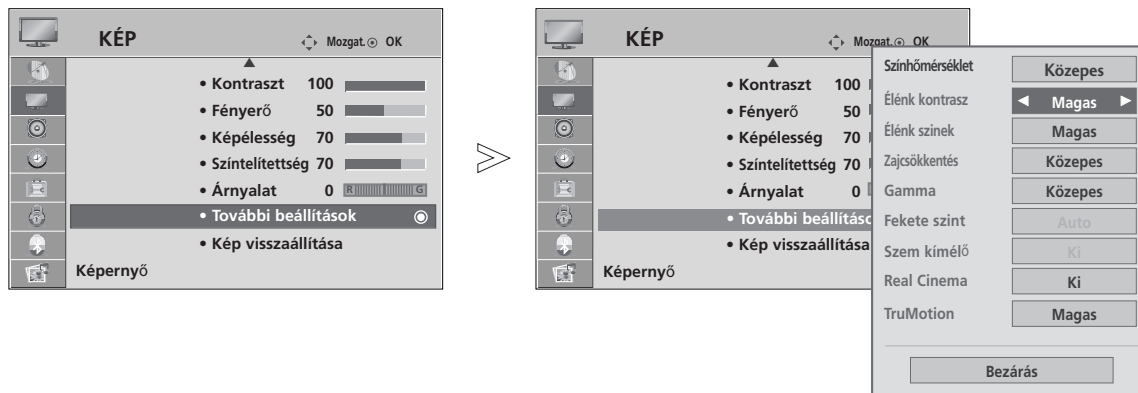 KÉP
Mozgat. OK
• Kontraszt 100
• Fényerő 50
• Képélesség 70
• Színtelítettség 70
• Árnyalat 0 R G
• További beállítások
• Kép visszaállítása
Képernyő
KÉP
Mozgat. OK
• Kontraszt 100
• Fényerő 50
• Képélesség 70
• Színtelítettség 70
• Árnyalat 0
• További beállítások
• Kép visszaállítása
Képernyő
Színhőmérséklet Közepes
Élénk kontrasz Magas
Élénk szinek Magas
Zajcsökkentés Közepes
Gamma Közepes
Fekete szint Auto
Szem kímélő Ki
Real Cinema Ki
TruMotion Magas
Bezárás